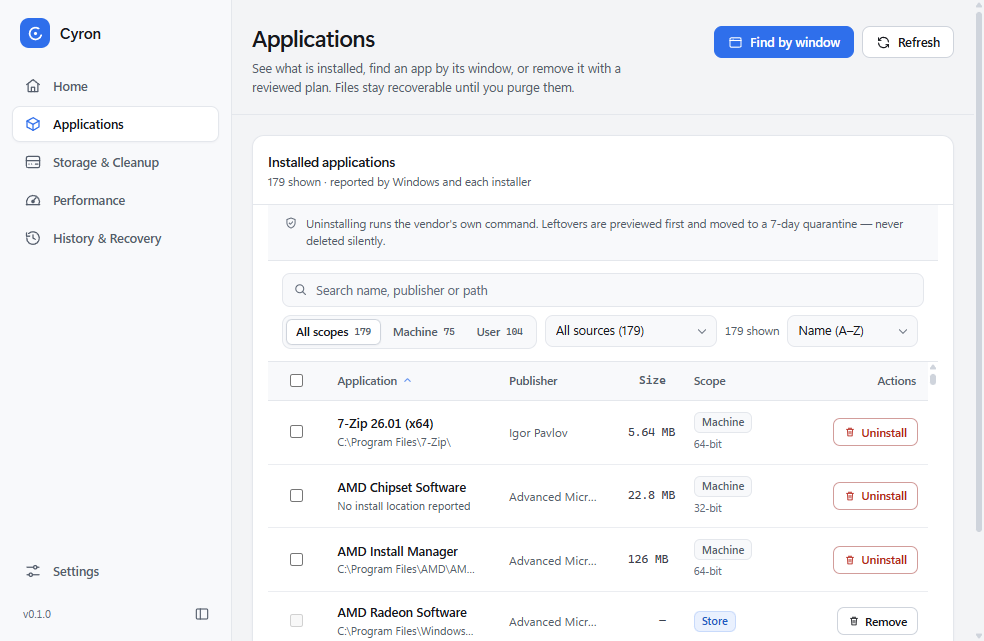 Cyron
Home
Applications
Storage & Cleanup
Performance
History & Recovery
Settings
v0.1.0
Applications
See what is installed, find an app by its window, or remove it with a
reviewed plan. Files stay recoverable until you purge them.
Find by window
Refresh
Installed applications
179 shown · reported by Windows and each installer
Uninstalling runs the vendor's own command. Leftovers are previewed first and moved to a 7-day quarantine — never
deleted silently.
Search name, publisher or path
All scopes 179 Machine 75 User 104 All sources (179) 179 shown Name (A–Z)
Application Publisher Size Scope Actions
7-Zip 26.01 (x64)
C:\Program Files\7-Zip\
Igor Pavlov
5.64 MB
Machine
64-bit
Uninstall
AMD Chipset Software
No install location reported
Advanced Micr...
22.8 MB
Machine
32-bit
Uninstall
AMD Install Manager
C:\Program Files\AMD\AM...
Advanced Micr...
126 MB
Machine
64-bit
Uninstall
AMD Radeon Software
C:\Program Files\Windows...
Advanced Micr...
–
Store
Remove